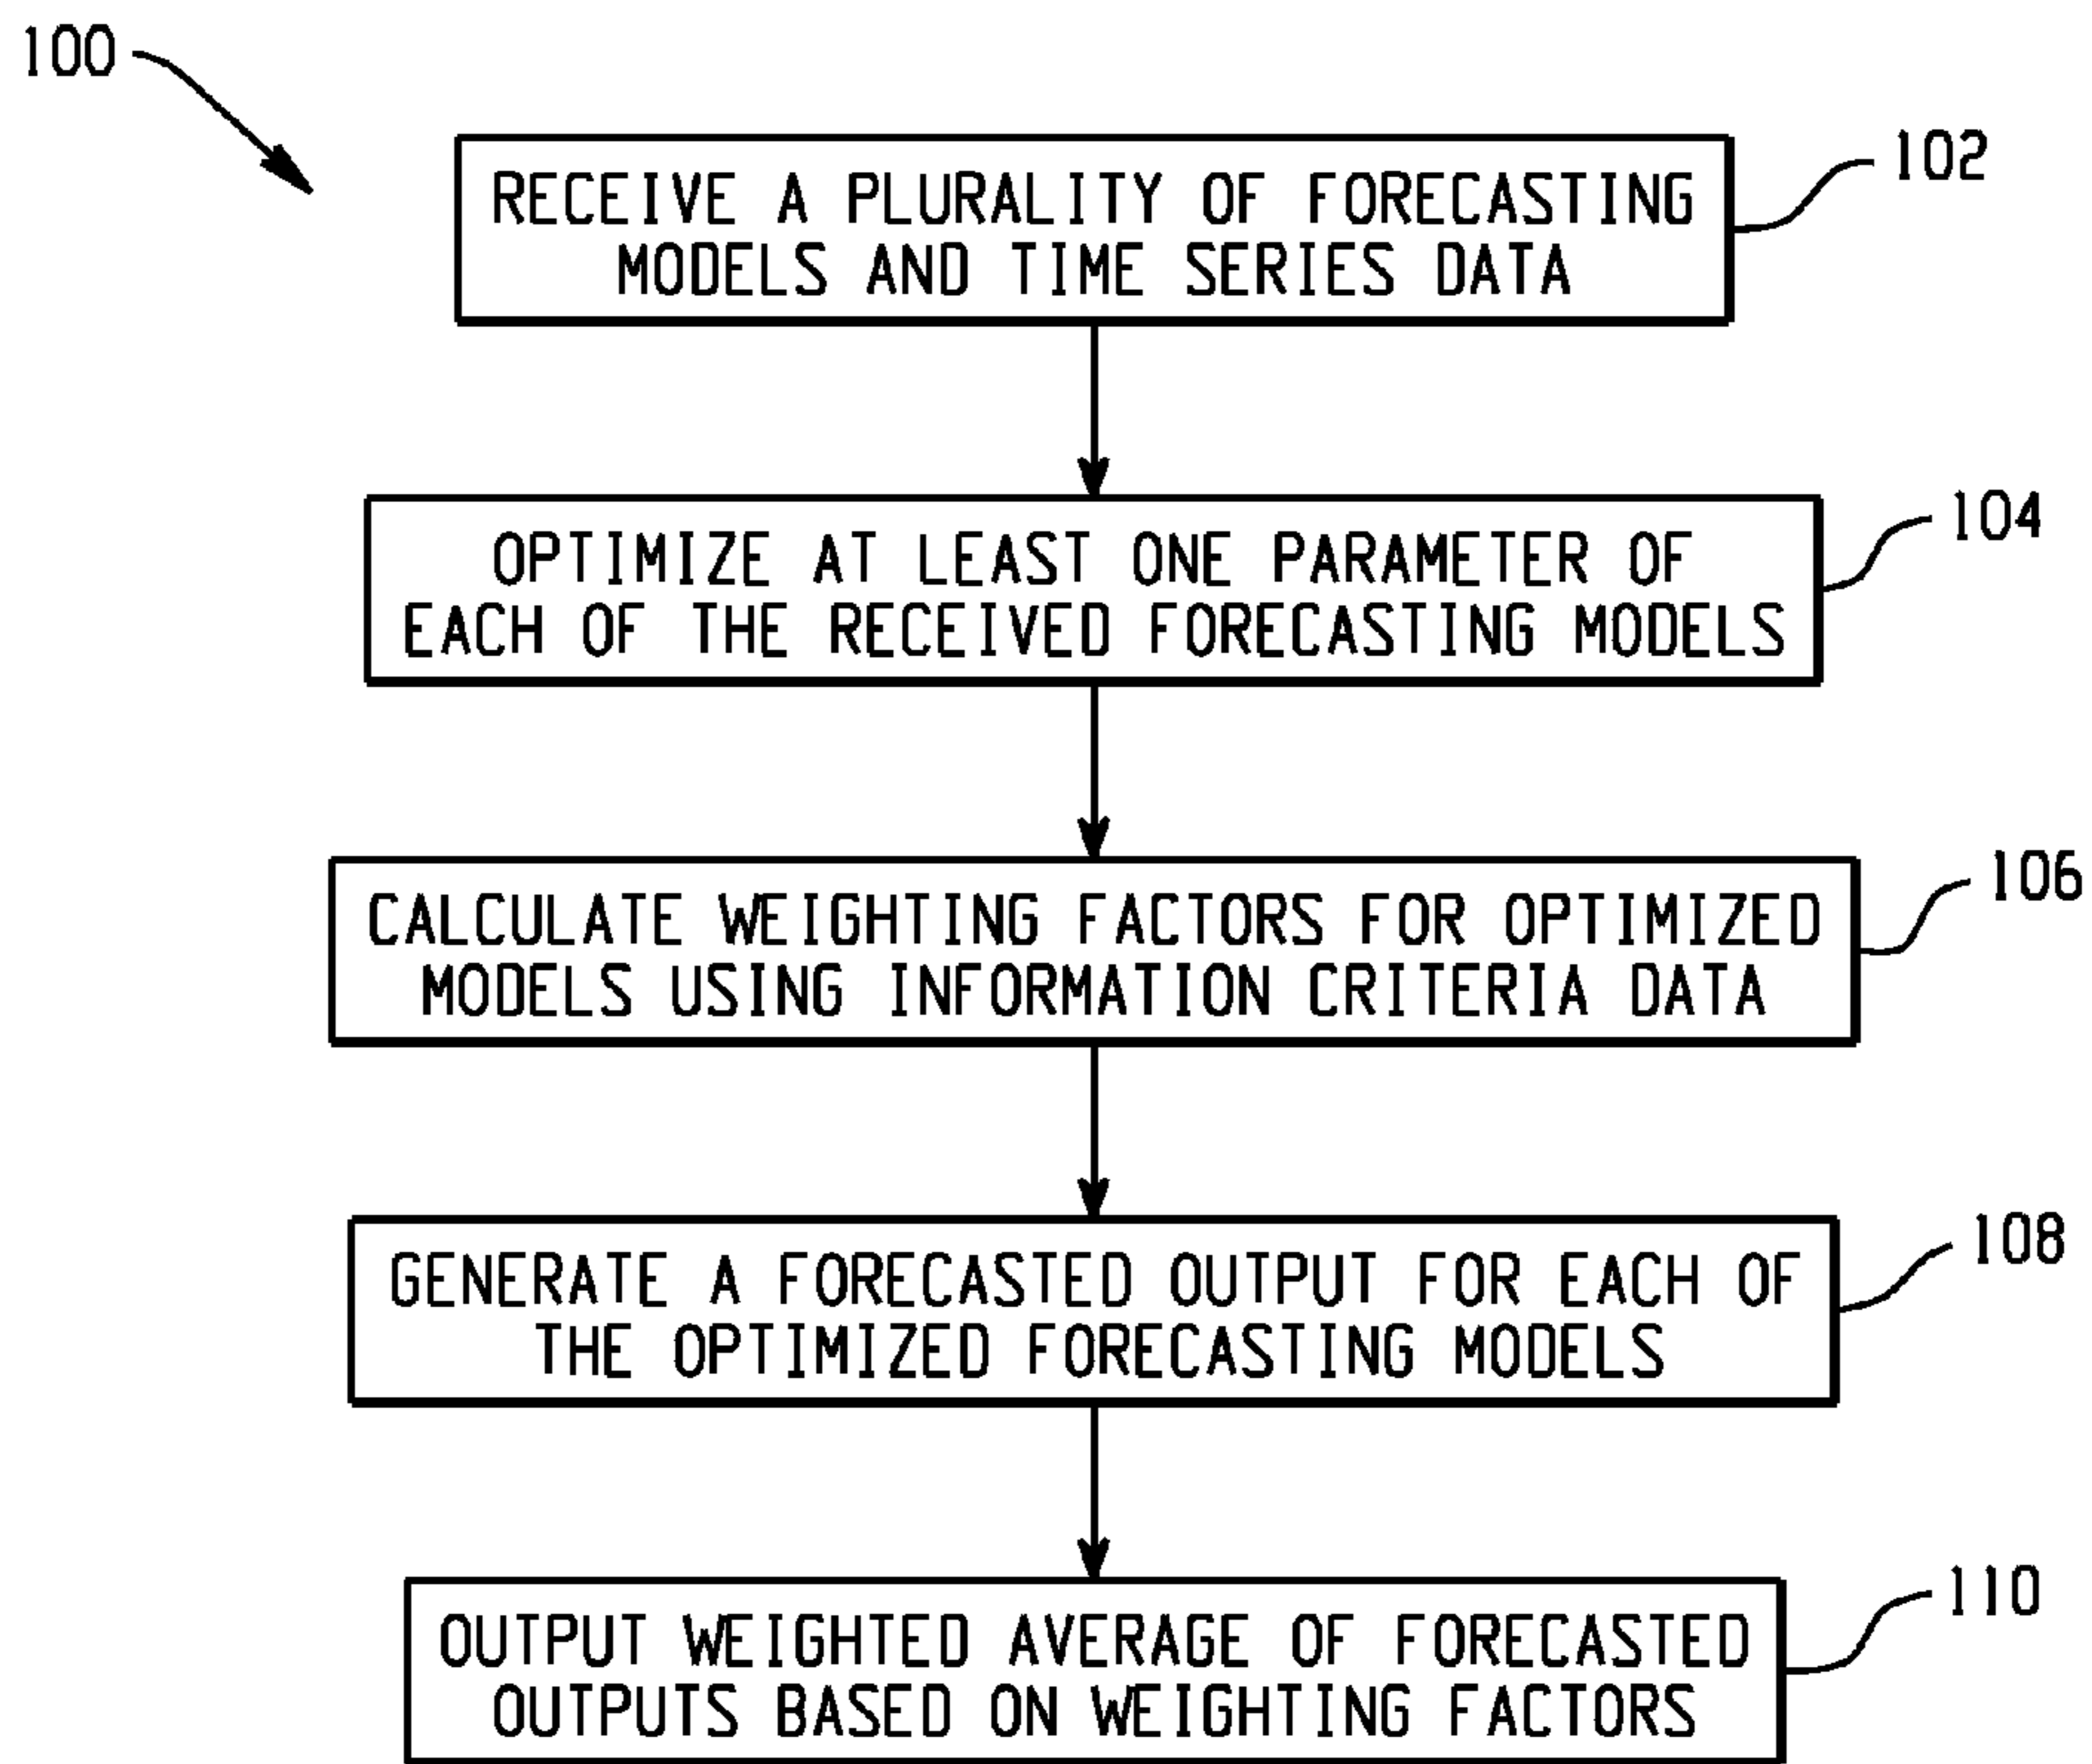 100
RECEIVE A PLURALITY OF FORECASTING
MODELS AND TIME SERIES DATA
102
OPTIMIZE AT LEAST ONE PARAMETER OF
EACH OF THE RECEIVED FORECASTING MODELS
104
CALCULATE WEIGHTING FACTORS FOR OPTIMIZED
MODELS USING INFORMATION CRITERIA DATA
106
GENERATE A FORECASTED OUTPUT FOR EACH OF
THE OPTIMIZED FORECASTING MODELS
108
OUTPUT WEIGHTED AVERAGE OF FORECASTED
OUTPUTS BASED ON WEIGHTING FACTORS
110